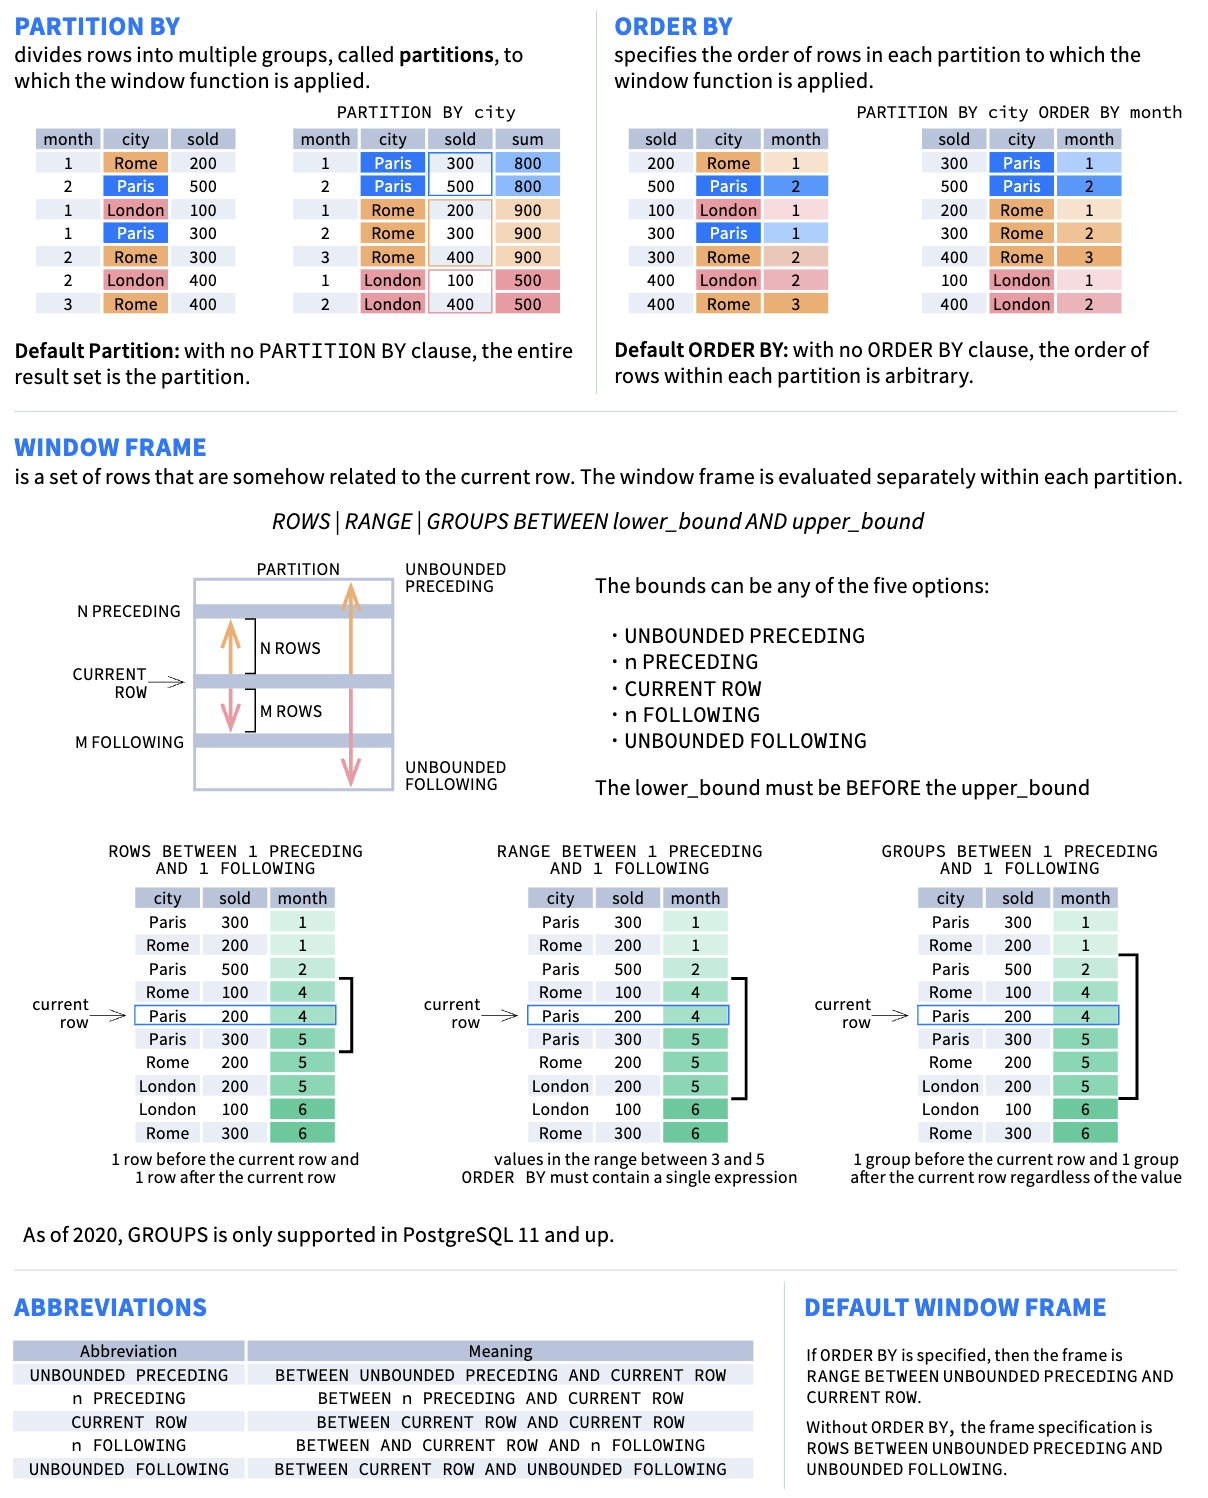 PARTITION BY
divides rows into multiple groups, called partitions, to
which the window function is applied.
PARTITION BY city
month city sold
1 Rome 200
2 Paris 500
1 London 100
1 Paris 300
2 Rome 300
2 London 400
3 Rome 400
month city sold sum
1 Paris 300 800
2 Paris 500 800
1 Rome 200 900
2 Rome 300 900
3 Rome 400 900
1 London 100 500
2 London 400 500
Default Partition: with no PARTITION BY clause, the entire
result set is the partition.
ORDER BY
specifies the order of rows in each partition to which the
window function is applied.
PARTITION BY city ORDER BY month
sold city month
200 Rome 1
500 Paris 2
100 London 1
300 Paris 1
300 Rome 2
400 London 2
400 Rome 3
sold city month
300 Paris 1
500 Paris 2
200 Rome 1
300 Rome 2
400 Rome 3
100 London 1
400 London 2
Default ORDER BY: with no ORDER BY clause, the order of
rows within each partition is arbitrary.
WINDOW FRAME
is a set of rows that are somehow related to the current row. The window frame is evaluated separately within each partition.
ROWS | RANGE | GROUPS BETWEEN lower_bound AND upper_bound
PARTITION
UNBOUNDED
PRECEDING
N PRECEDING
N ROWS
CURRENT
ROW
M ROWS
M FOLLOWING
UNBOUNDED
FOLLOWING
The bounds can be any of the five options:
· UNBOUNDED PRECEDING
· n PRECEDING
· CURRENT ROW
· n FOLLOWING
· UNBOUNDED FOLLOWING
The lower_bound must be BEFORE the upper_bound
ROWS BETWEEN 1 PRECEDING
AND 1 FOLLOWING
city sold month
Paris 300 1
Rome 200 1
Paris 500 2
Rome 100 4
current
row
Paris 200 4
Paris 300 5
Rome 200 5
London 200 5
London 100 6
Rome 300 6
1 row before the current row and
1 row after the current row
RANGE BETWEEN 1 PRECEDING
AND 1 FOLLOWING
city sold month
Paris 300 1
Rome 200 1
Paris 500 2
Rome 100 4
current
row
Paris 200 4
Paris 300 5
Rome 200 5
London 200 5
London 100 6
Rome 300 6
values in the range between 3 and 5
ORDER BY must contain a single expression
GROUPS BETWEEN 1 PRECEDING
AND 1 FOLLOWING
city sold month
Paris 300 1
Rome 200 1
Paris 500 2
Rome 100 4
current
row
Paris 200 4
Paris 300 5
Rome 200 5
London 200 5
London 100 6
Rome 300 6
1 group before the current row and 1 group
after the current row regardless of the value
As of 2020, GROUPS is only supported in PostgreSQL 11 and up.
ABBREVIATIONS
Abbreviation Meaning
UNBOUNDED PRECEDING BETWEEN UNBOUNDED PRECEDING AND CURRENT ROW
n PRECEDING BETWEEN n PRECEDING AND CURRENT ROW
CURRENT ROW BETWEEN CURRENT ROW AND CURRENT ROW
n FOLLOWING BETWEEN AND CURRENT ROW AND n FOLLOWING
UNBOUNDED FOLLOWING BETWEEN CURRENT ROW AND UNBOUNDED FOLLOWING
DEFAULT WINDOW FRAME
If ORDER BY is specified, then the frame is
RANGE BETWEEN UNBOUNDED PRECEDING AND
CURRENT ROW.
Without ORDER BY, the frame specification is
ROWS BETWEEN UNBOUNDED PRECEDING AND
UNBOUNDED FOLLOWING.